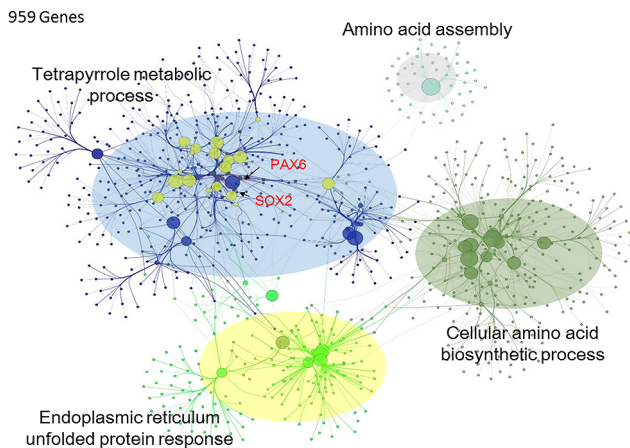 959 Genes
Amino acid assembly
Tetrapyrrole metabolic
process
PAX6
SOX2
Cellular amino acid
biosynthetic process
Endoplasmic reticulum
unfolded protein response